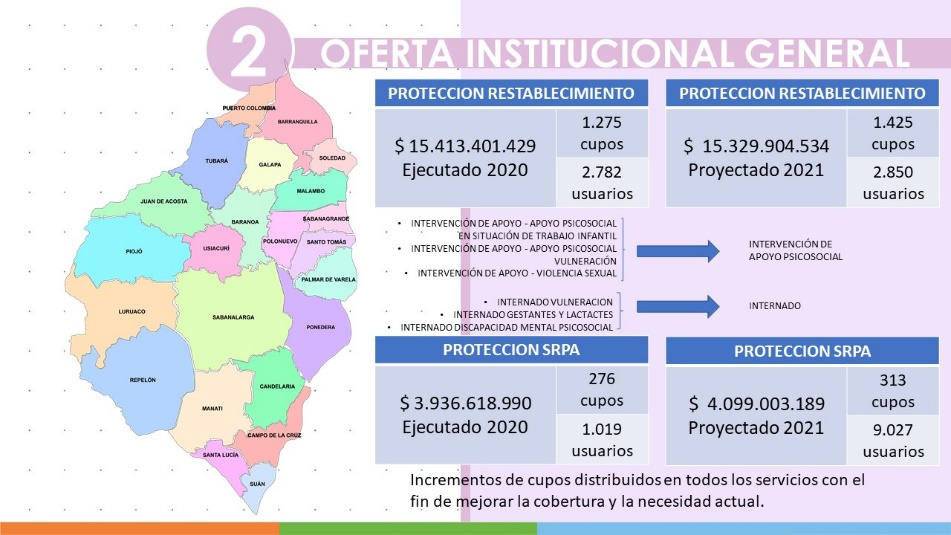 2
OFERTA INSTITUCIONAL GENERAL
PUERTO COLOMBIA
BARRANQUILLA
TUBARÁ
GALAPA
SOLEDAD
MALAMBO
JUAN DE ACOSTA
BARANOA
SABANAGRANDE
PIOJÓ
USIACURÍ
POLONUEVO
SANTO TOMÁS
PALMAR DE VARELA
LURUACO
SABANALARGA
PONEDERA
REPELÓN
CANDELARIA
MANATI
CAMPO DE LA CRUZ
SANTA LUCÍA
SUÁN
PROTECCION RESTABLECIMIENTO
$ 15.413.401.429
Ejecutado 2020
1.275
cupos
2.782
usuarios
PROTECCION RESTABLECIMIENTO
$ 15.329.904.534
Proyectado 2021
1.425
cupos
2.850
usuarios
• INTERVENCIÓN DE APOYO - APOYO PSICOSOCIAL
EN SITUACIÓN DE TRABAJO INFANTIL
• INTERVENCIÓN DE APOYO - APOYO PSICOSOCIAL
VULNERACIÓN
• INTERVENCIÓN DE APOYO - VIOLENCIA SEXUAL
INTERVENCIÓN DE
APOYO PSICOSOCIAL
• INTERNADO VULNERACION
• INTERNADO GESTANTES Y LACTACTES
• INTERNADO DISCAPACIDAD MENTAL PSICOSOCIAL
INTERNADO
PROTECCION SRPA
$ 3.936.618.990
Ejecutado 2020
276
cupos
1.019
usuarios
PROTECCION SRPA
$ 4.099.003.189
Proyectado 2021
313
cupos
9.027
usuarios
Incrementos de cupos distribuidos en todos los servicios con el
fin de mejorar la cobertura y la necesidad actual.